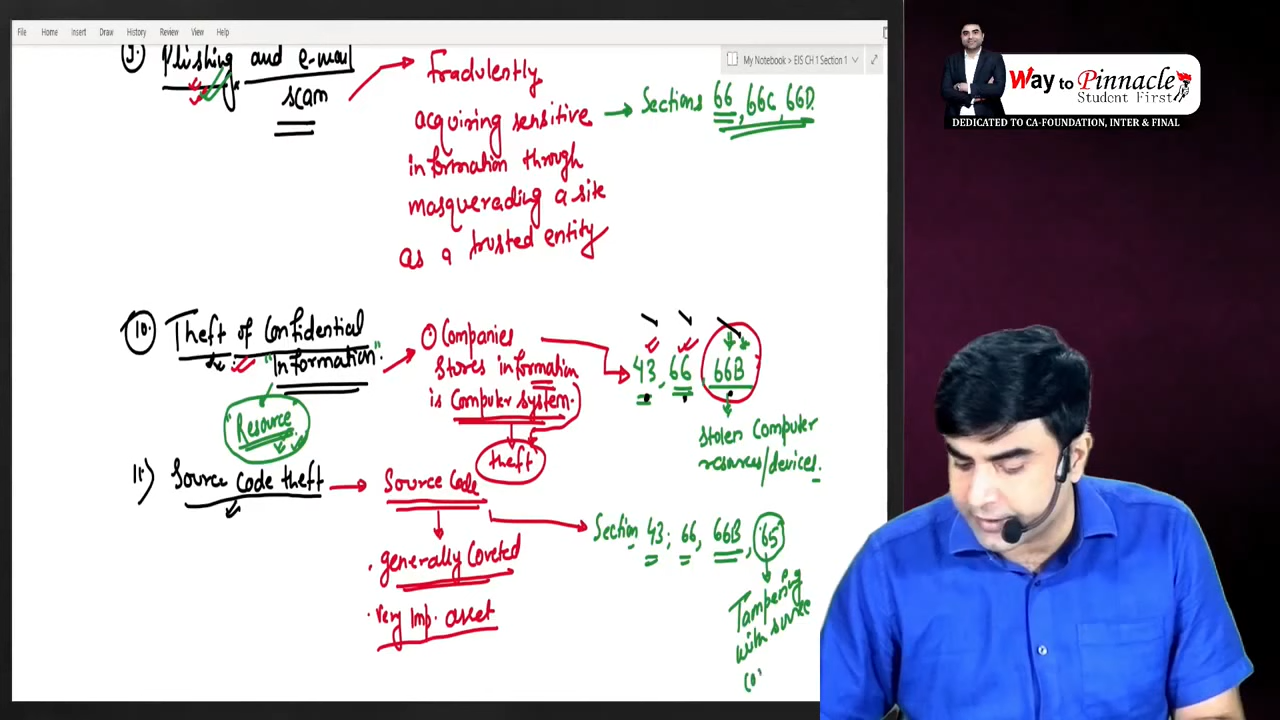 File Home Insert Draw History Review View Help
My Notebook > EIS CH 1 Section 1
Way to Pinnacle
Student First
DEDICATED TO CA-FOUNDATION, INTER & FINAL
Phishing and e-mail
scam
Fradulently
acquiring sensitive
information through
masquerading a site
as a trusted entity
Sections 66, 66C, 66D.
10. Theft of Confidential
"Information".
"Resource"
Companies
stores information
is Computer system.
theft
43, 66, 66B
Stolen Computer
resources/devices.
11) Source Code theft
Source Code
• generally Coveted
• very Imp. asset
Section 43, 66, 66B, 65
Tampering
with source